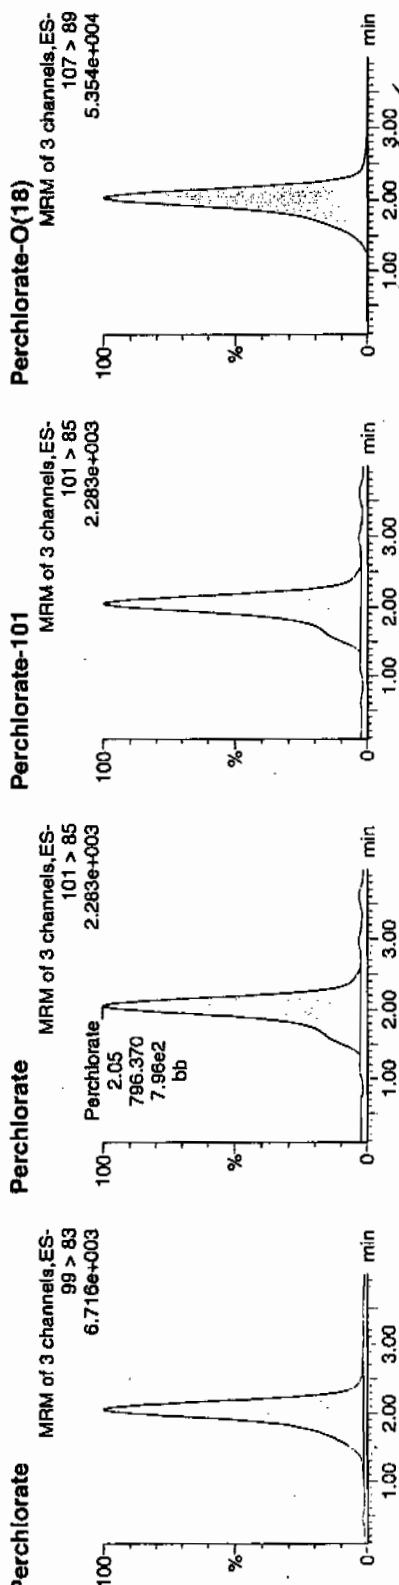 Perchlorate
MRM of 3 channels,ES-
99 > 83
6.716e+003
100
%
0
1.00 2.00 3.00 min
Perchlorate
MRM of 3 channels,ES-
101 > 85
2.283e+003
Perchlorate
2.05
796.370
7.96e2
bb
100
%
0
1.00 2.00 3.00 min
Perchlorate-101
MRM of 3 channels,ES-
101 > 85
2.283e+003
100
%
0
1.00 2.00 3.00 min
Perchlorate-O(18)
MRM of 3 channels,ES-
107 > 89
5.354e+004
100
%
0
1.00 2.00 3.00 min